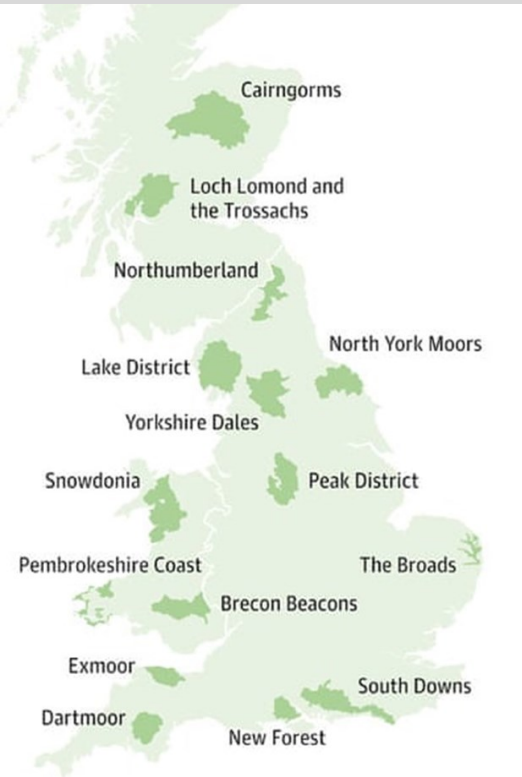 Cairngorms
Loch Lomond and
the Trossachs
Northumberland
North York Moors
Lake District
Yorkshire Dales
Snowdonia
Peak District
Pembrokeshire Coast
The Broads
Brecon Beacons
Exmoor
South Downs
Dartmoor
New Forest